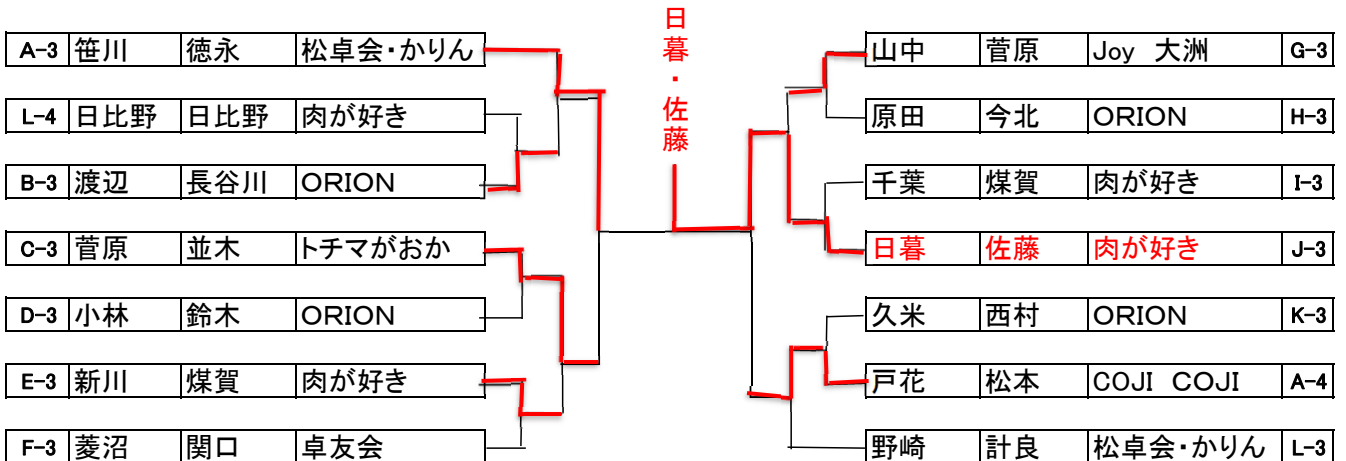 日暮・佐藤
A-3 笹川 徳永 松卓会・かりん
L-4 日比野 日比野 肉が好き
B-3 渡辺 長谷川 ORION
C-3 菅原 並木 トチマがおか
D-3 小林 鈴木 ORION
E-3 新川 煤賀 肉が好き
F-3 菱沼 関口 卓友会
山中 菅原 Joy 大洲 G-3
原田 今北 ORION H-3
千葉 煤賀 肉が好き I-3
日暮 佐藤 肉が好き J-3
久米 西村 ORION K-3
戸花 松本 COJI COJI A-4
野崎 計良 松卓会・かりん L-3